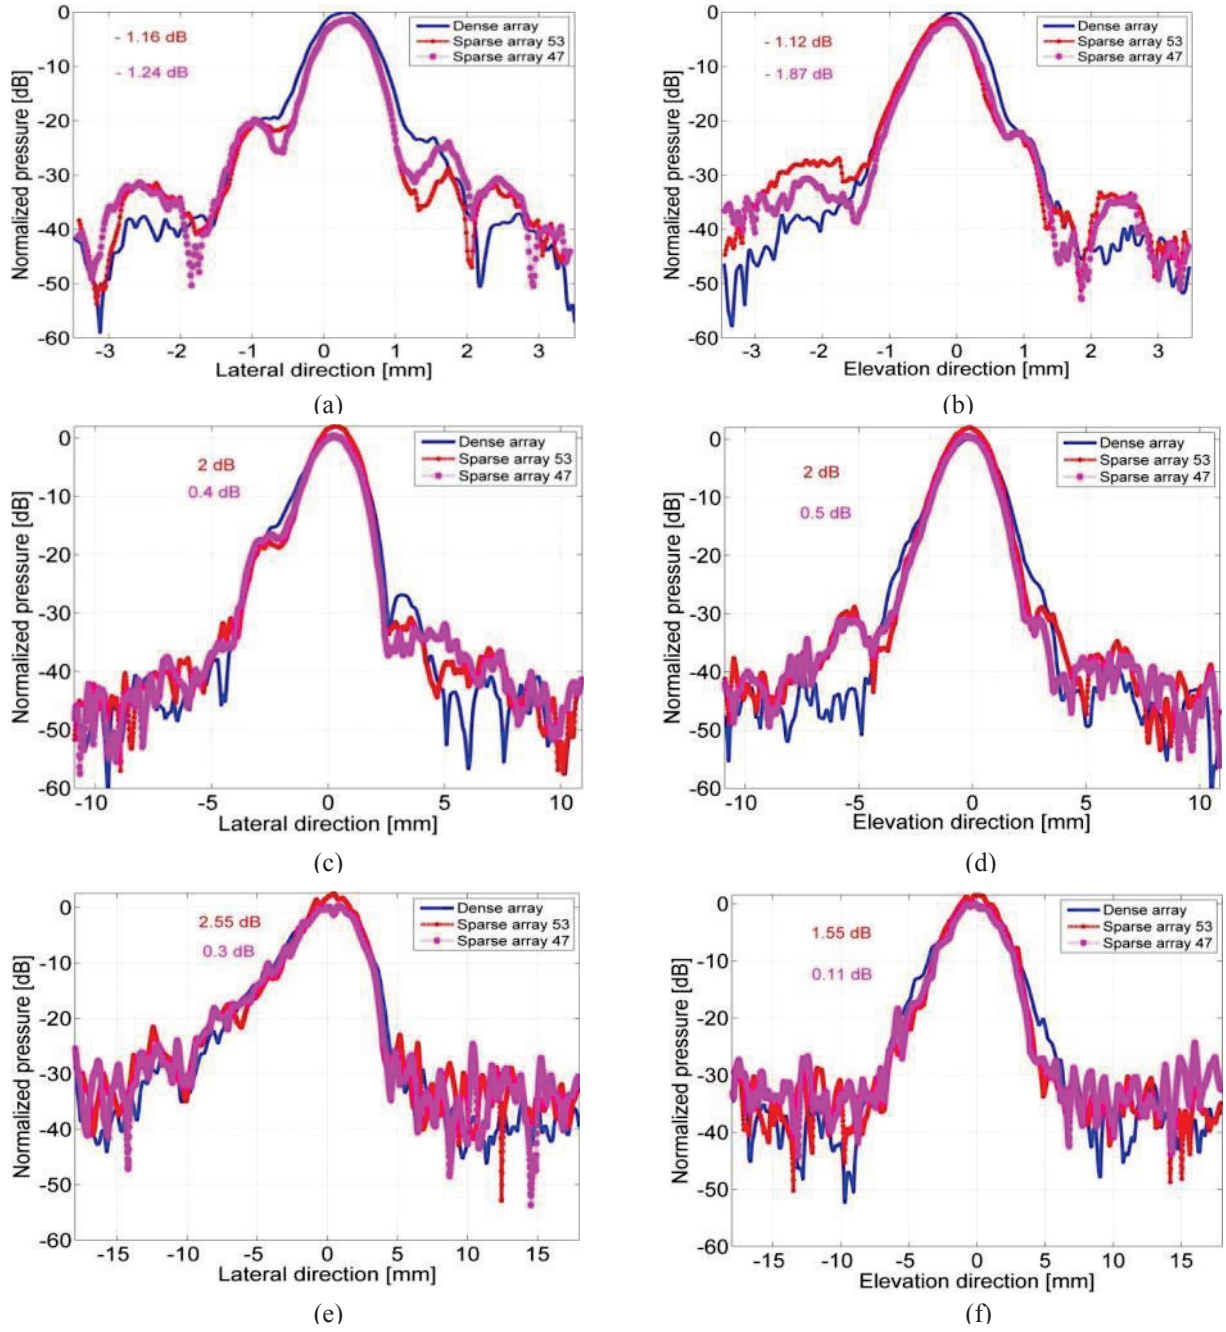 0
-10
-20
-30
-40
-50
-60
Normalized pressure [dB]
- 1.16 dB
- 1.24 dB
Dense array
Sparse array 53
Sparse array 47
-3 -2 -1 0 1 2 3
Lateral direction [mm]
(a)
0
-10
-20
-30
-40
-50
-60
Normalized pressure [dB]
- 1.12 dB
- 1.87 dB
Dense array
Sparse array 53
Sparse array 47
-3 -2 -1 0 1 2 3
Elevation direction [mm]
(b)
0
-10
-20
-30
-40
-50
-60
Normalized pressure [dB]
2 dB
0.4 dB
Dense array
Sparse array 53
Sparse array 47
-10 -5 0 5 10
Lateral direction [mm]
(c)
0
-10
-20
-30
-40
-50
-60
Normalized pressure [dB]
2 dB
0.5 dB
Dense array
Sparse array 53
Sparse array 47
-10 -5 0 5 10
Elevation direction [mm]
(d)
0
-10
-20
-30
-40
-50
-60
Normalized pressure [dB]
2.55 dB
0.3 dB
Dense array
Sparse array 53
Sparse array 47
-15 -10 -5 0 5 10 15
Lateral direction [mm]
(e)
0
-10
-20
-30
-40
-50
-60
Normalized pressure [dB]
1.55 dB
0.11 dB
Dense array
Sparse array 53
Sparse array 47
-15 -10 -5 0 5 10 15
Elevation direction [mm]
(f)